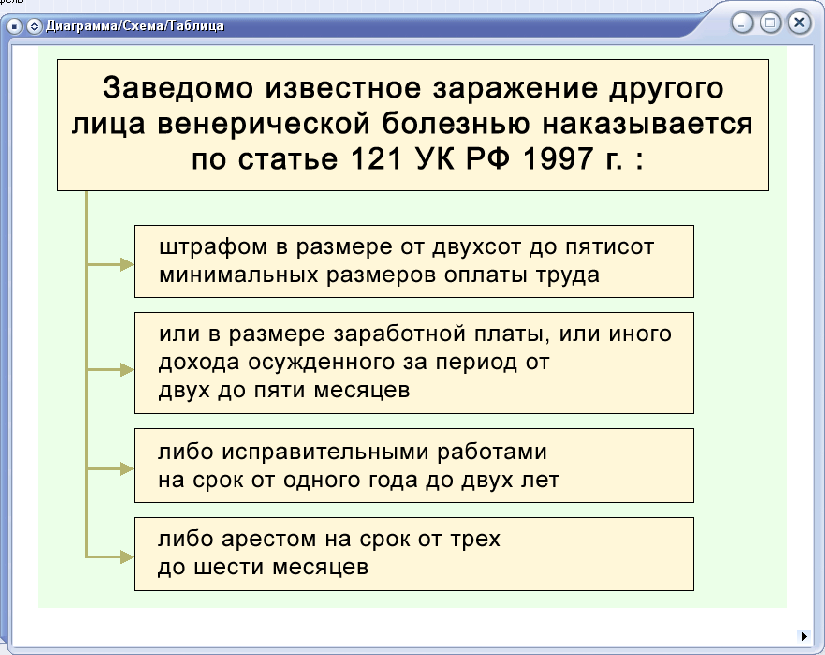 Диаграмма/Схема/Таблица
Заведомо известное заражение другого
лица венерической болезнью наказывается
по статье 121 УК РФ 1997 г. :
штрафом в размере от двухсот до пятисот
минимальных размеров оплаты труда
или в размере заработной платы, или иного
дохода осужденного за период от
двух до пяти месяцев
либо исправительными работами
на срок от одного года до двух лет
либо арестом на срок от трех
до шести месяцев